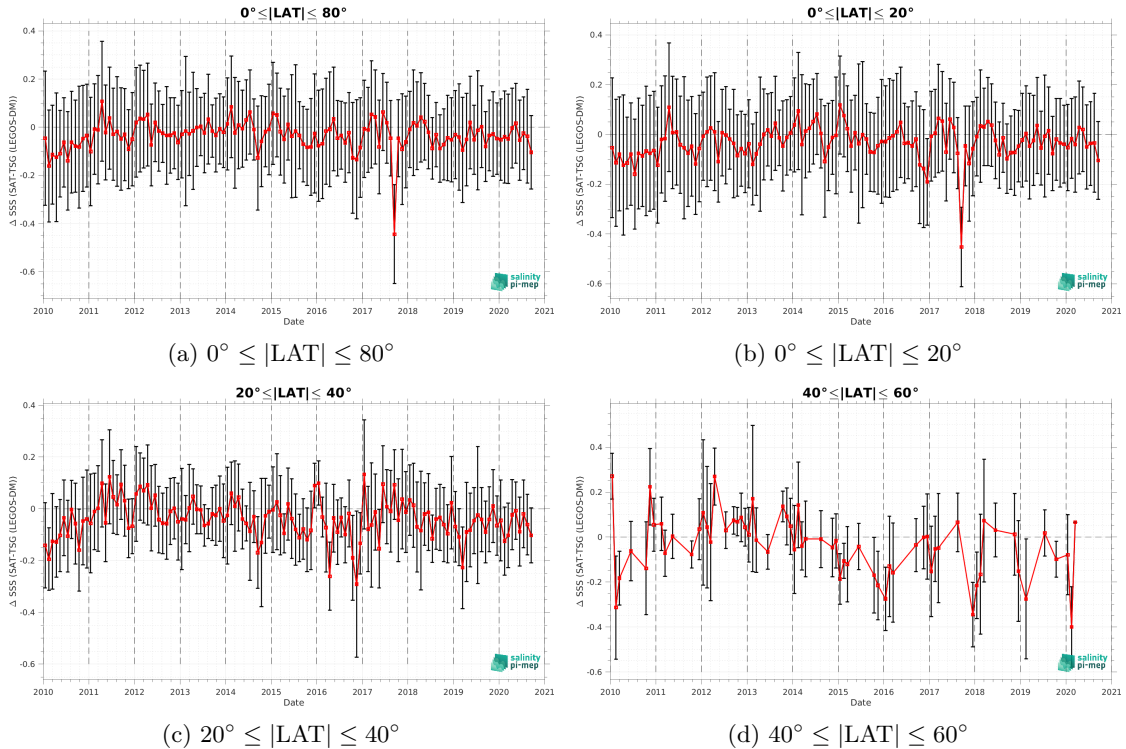 0°≤|LAT|≤ 80°
Δ SSS (SAT-TSG (LEGOS-DM))
0.4
0.2
0
-0.2
-0.4
-0.6
2010 2011 2012 2013 2014 2015 2016 2017 2018 2019 2020 2021
Date
salinity
pi-mep
(a) 0° ≤ |LAT| ≤ 80°
0°≤|LAT|≤ 20°
Δ SSS (SAT-TSG (LEGOS-DM))
0.4
0.2
0
-0.2
-0.4
-0.6
2010 2011 2012 2013 2014 2015 2016 2017 2018 2019 2020 2021
Date
salinity
pi-mep
(b) 0° ≤ |LAT| ≤ 20°
20°≤|LAT|≤ 40°
Δ SSS (SAT-TSG (LEGOS-DM))
0.4
0.2
0
-0.2
-0.4
-0.6
2010 2011 2012 2013 2014 2015 2016 2017 2018 2019 2020 2021
Date
salinity
pi-mep
(c) 20° ≤ |LAT| ≤ 40°
40°≤|LAT|≤ 60°
Δ SSS (SAT-TSG (LEGOS-DM))
0.4
0.2
0
-0.2
-0.4
-0.6
2010 2011 2012 2013 2014 2015 2016 2017 2018 2019 2020 2021
Date
salinity
pi-mep
(d) 40° ≤ |LAT| ≤ 60°